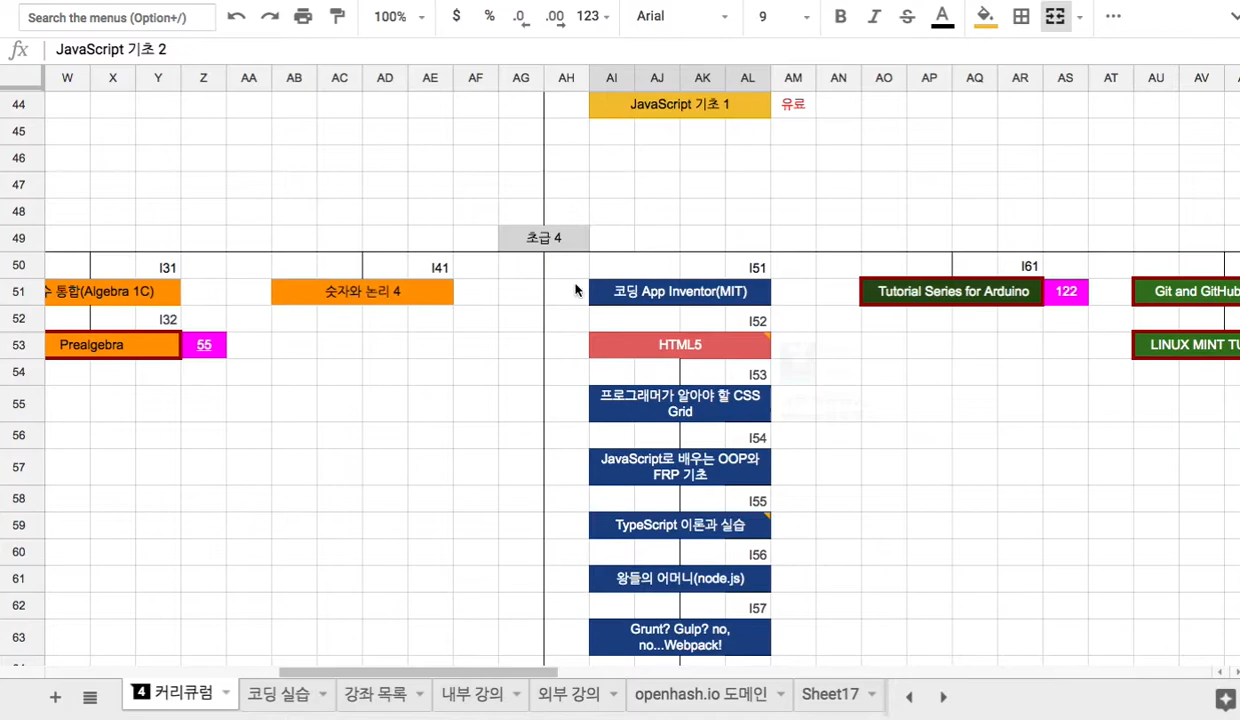 Search the menus (Option+/)
100%
$ % .0 .00 123
Arial
9
B I S A
fx JavaScript 기초 2
W X Y Z AA AB AC AD AE AF AG AH AI AJ AK AL AM AN AO AP AQ AR AS AT AU AV
44 JavaScript 기초 1 유료
45
46
47
48
49 초급 4
50 I31 I41 I51 I61
51 수 통합(Algebra 1C) 숫자와 논리 4 코딩 App Inventor(MIT) Tutorial Series for Arduino 122 Git and GitHub
52 I32 I52
53 Prealgebra 55 HTML5 LINUX MINT TU
54 I53
55 프로그래머가 알아야 할 CSS
Grid
56 I54
57 JavaScript로 배우는 OOP와
FRP 기초
58 I55
59 TypeScript 이론과 실습
60 I56
61 왕들의 어머니(node.js)
62 I57
63 Grunt? Gulp? no,
no...Webpack!
4 커리큐럼 코딩 실습 강좌 목록 내부 강의 외부 강의 openhash.io 도메인 Sheet17